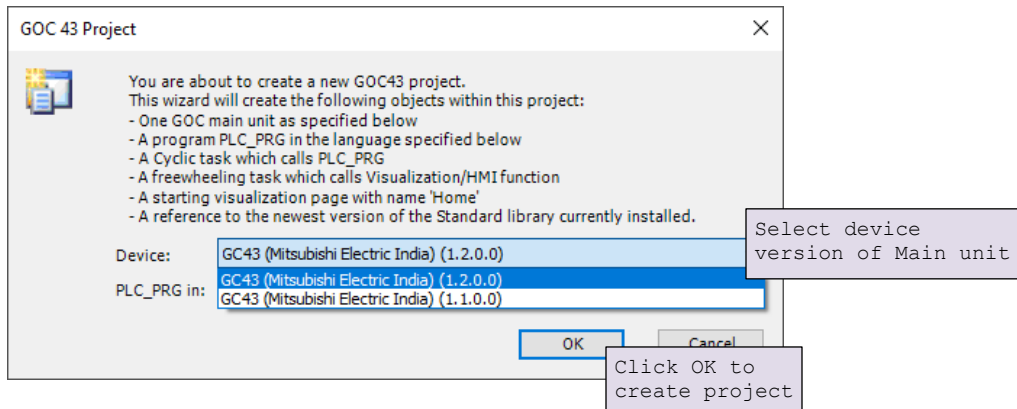 GOC 43 Project
You are about to create a new GOC43 project.
This wizard will create the following objects within this project:
- One GOC main unit as specified below
- A program PLC_PRG in the language specified below
- A Cyclic task which calls PLC_PRG
- A freewheeling task which calls Visualization/HMI function
- A starting visualization page with name 'Home'
- A reference to the newest version of the Standard library currently installed.
Select device
version of Main unit
Device:
GC43 (Mitsubishi Electric India) (1.2.0.0)
GC43 (Mitsubishi Electric India) (1.2.0.0)
PLC_PRG in:
GC43 (Mitsubishi Electric India) (1.1.0.0)
OK
Cancel
Click OK to
create project